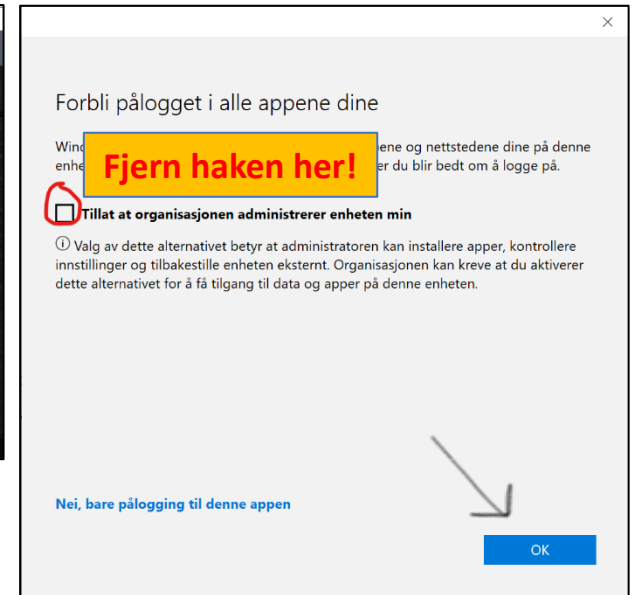 Forbli pålogget i alle appene dine
Wind ene og nettstedene dine på denne
enhe er du blir bedt om å logge på.
Fjern haken her!
Tillat at organisasjonen administrerer enheten min
Valg av dette alternativet betyr at administratoren kan installere apper, kontrollere
innstillinger og tilbakestille enheten eksternt. Organisasjonen kan kreve at du aktiverer
dette alternativet for å få tilgang til data og apper på denne enheten.
Nei, bare pålogging til denne appen
OK